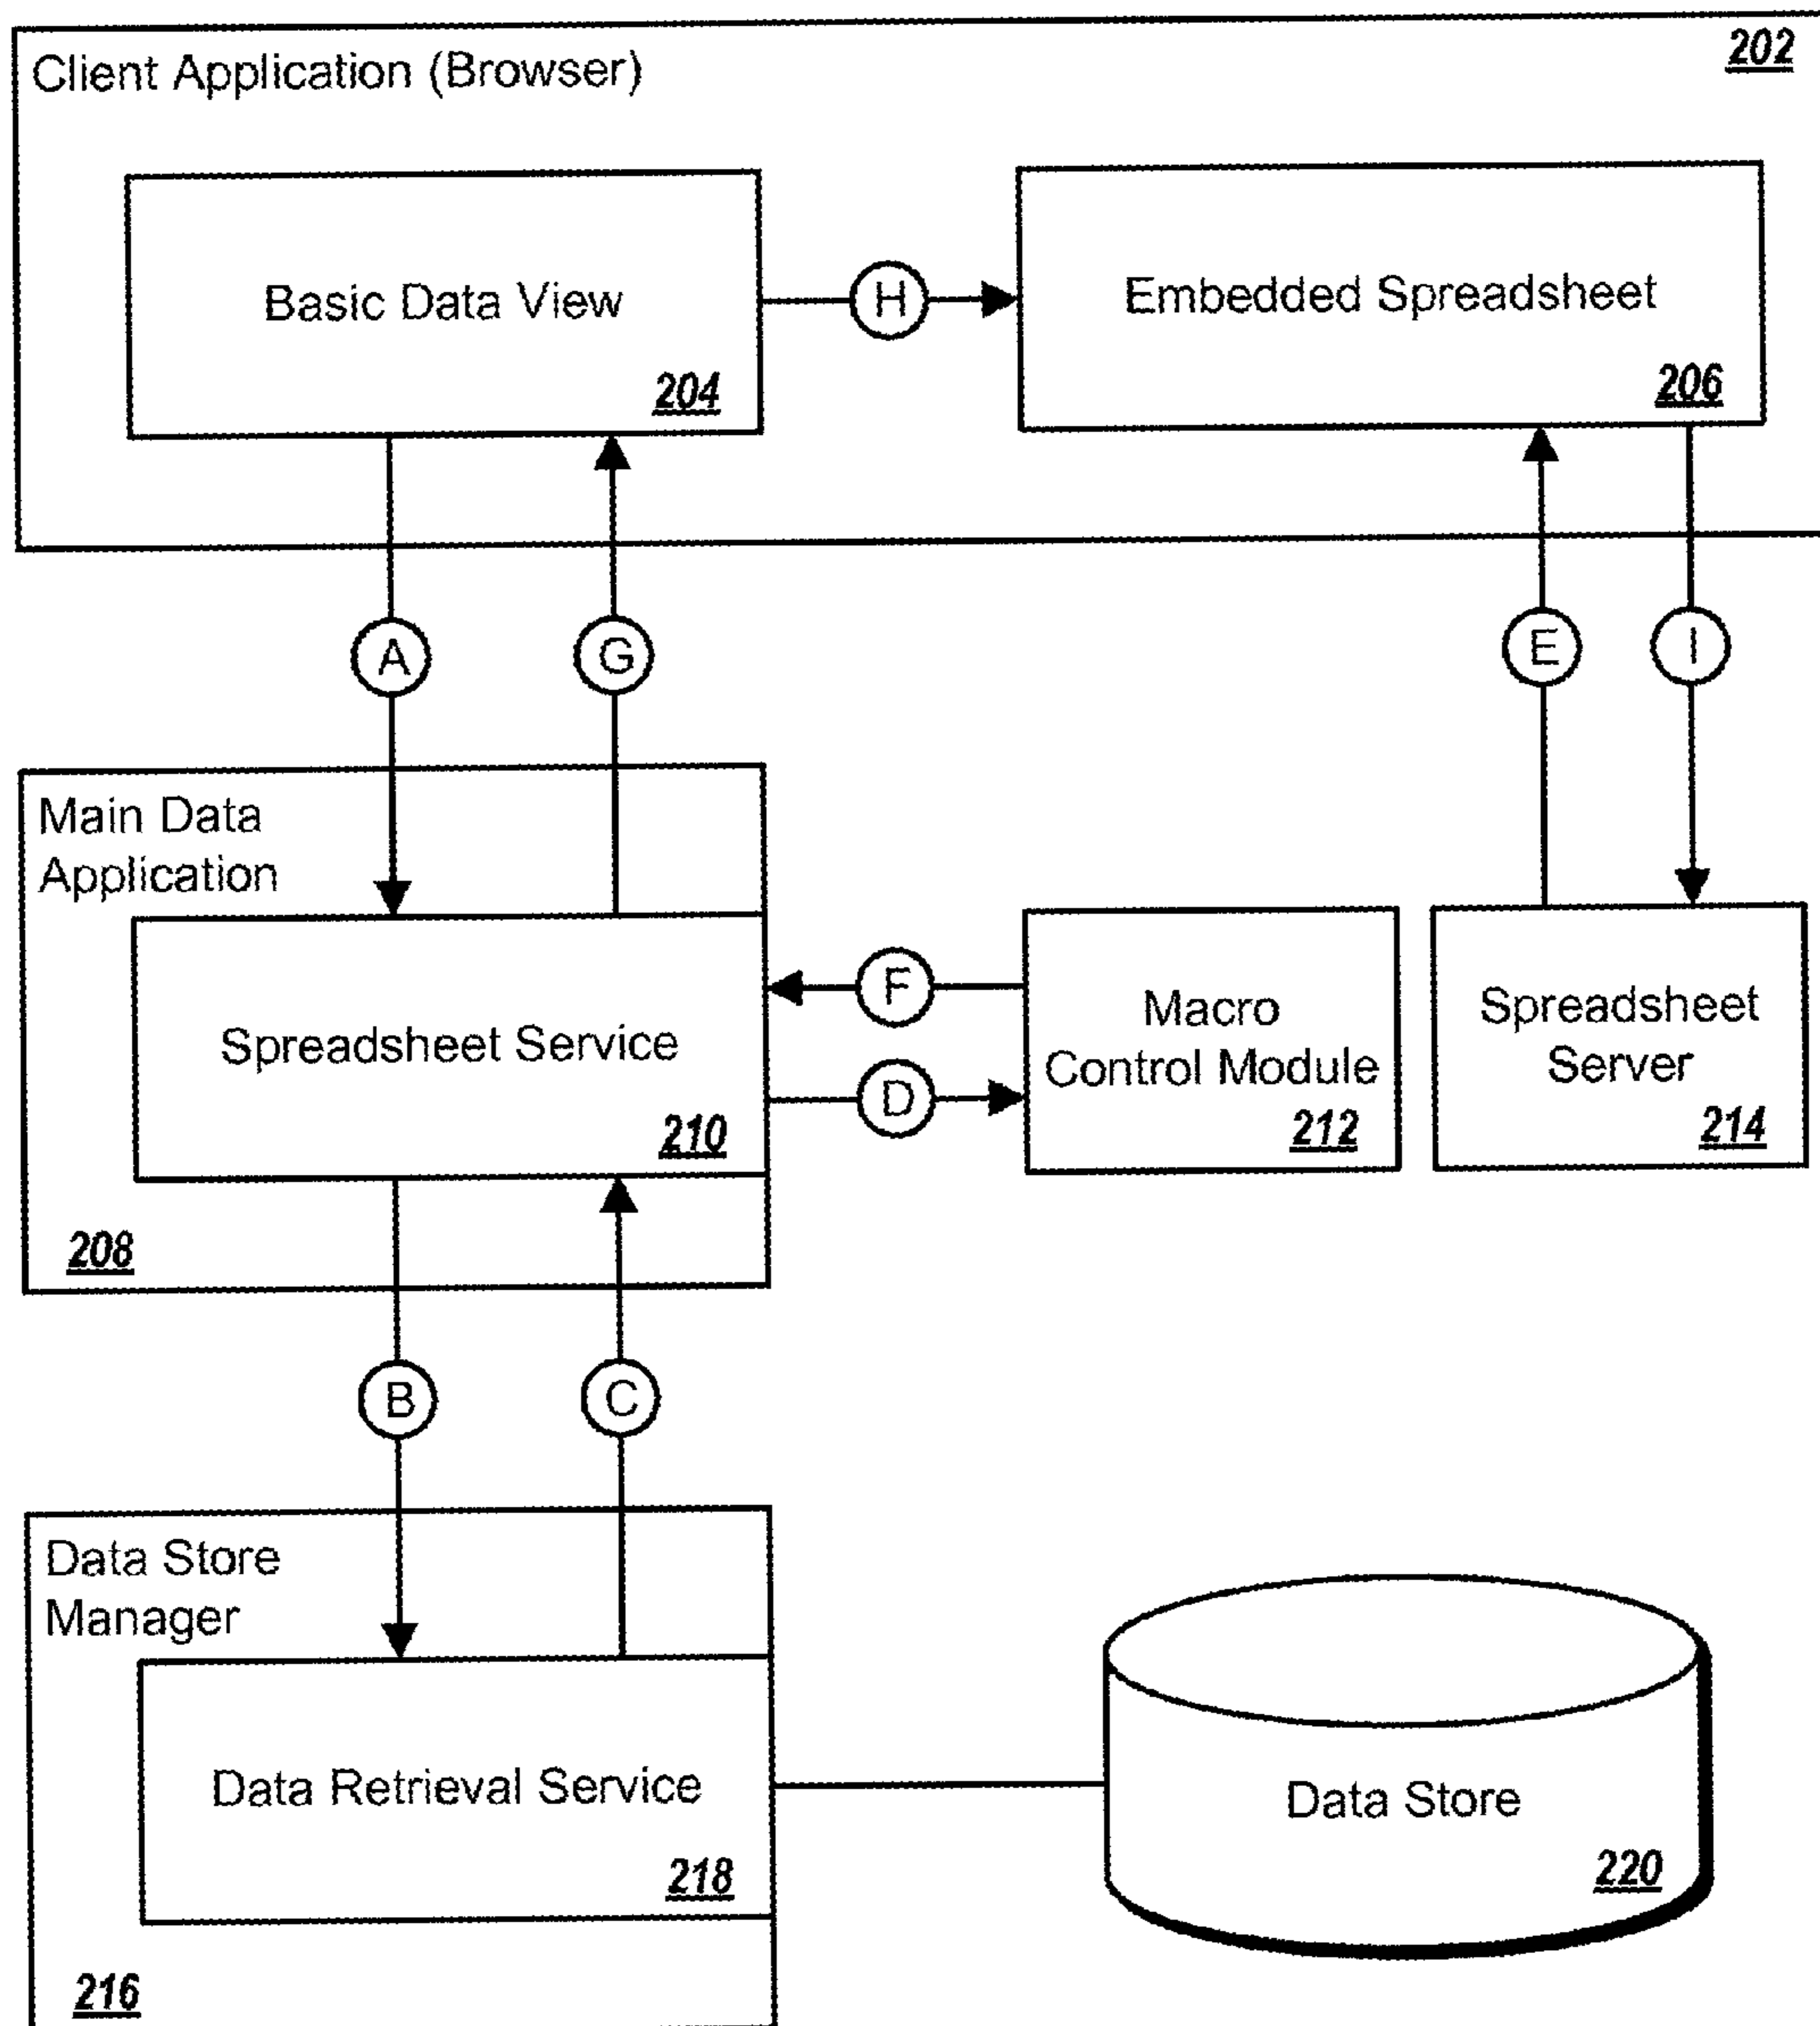 Client Application (Browser)
202
Basic Data View
204
H
Embedded Spreadsheet
206
A
G
E
I
Main Data
Application
Spreadsheet Service
210
208
F
D
Macro
Control Module
212
Spreadsheet
Server
214
B
C
Data Store
Manager
Data Retrieval Service
218
216
Data Store
220